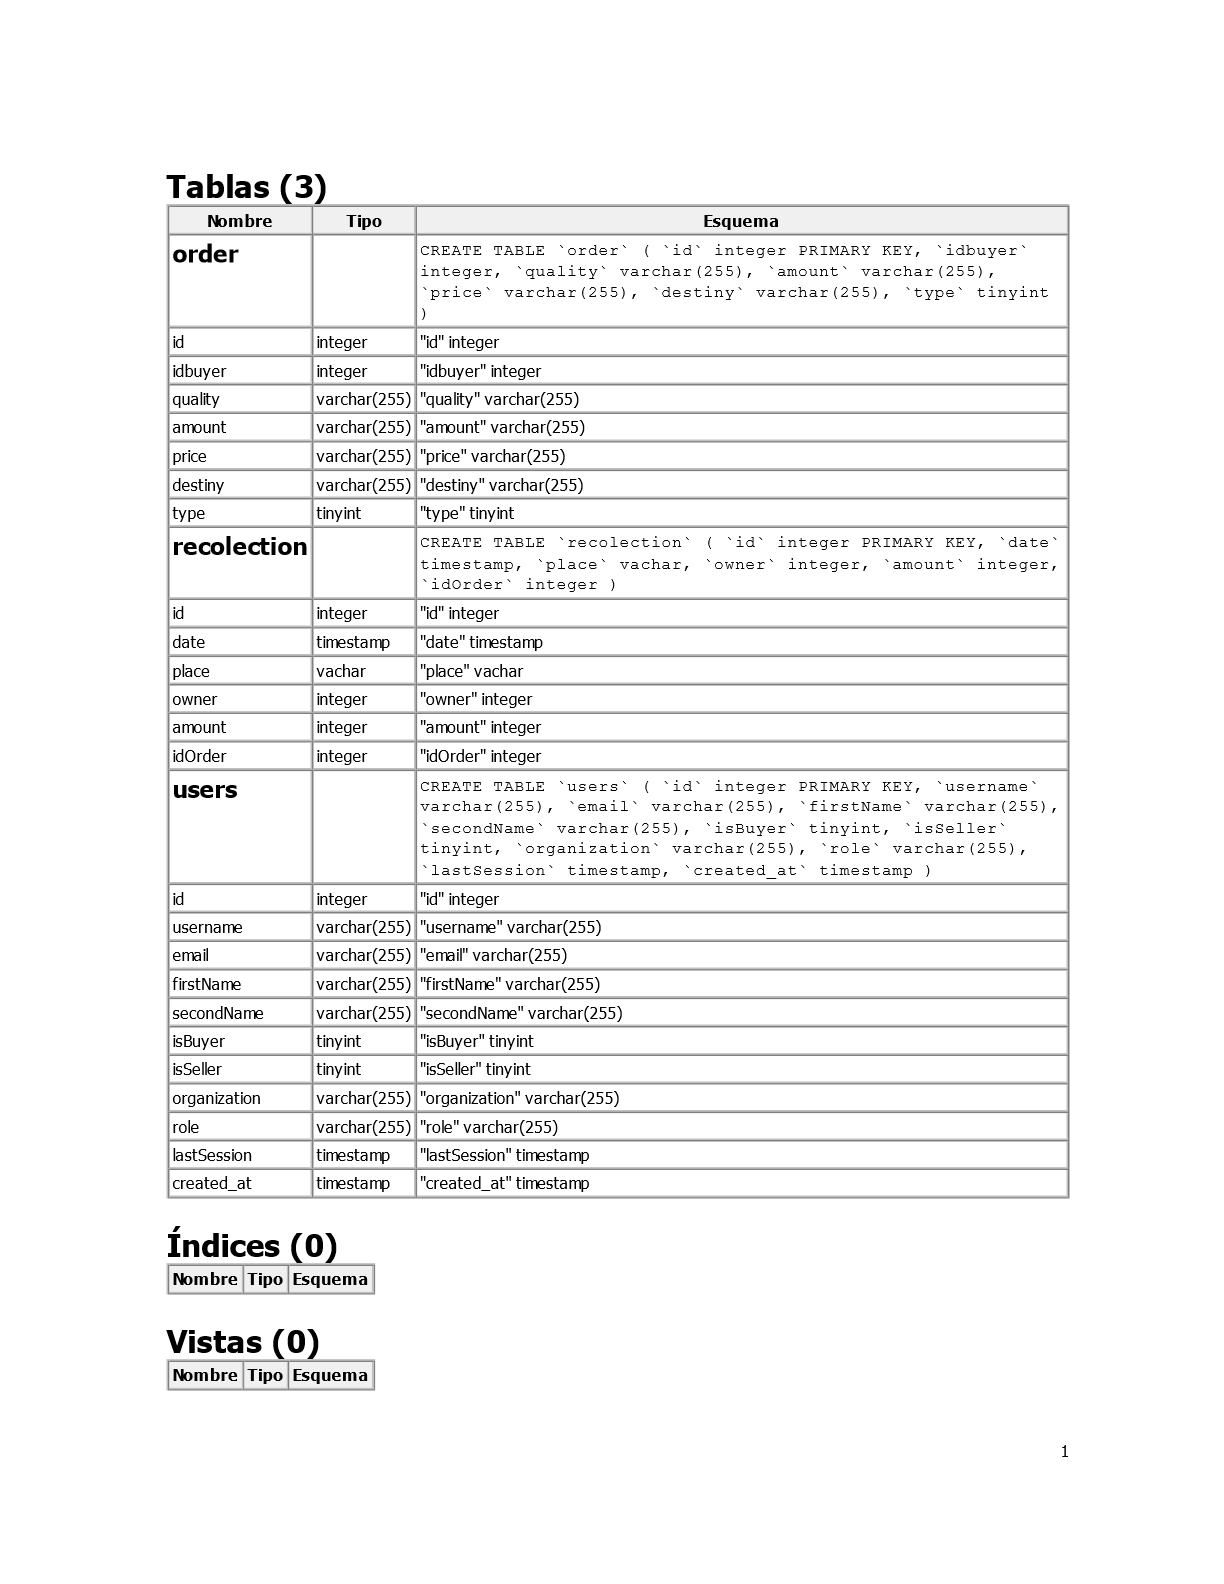 Tablas (3)
Nombre Tipo Esquema
order CREATE TABLE `order` ( `id` integer PRIMARY KEY, `idbuyer`
integer, `quality` varchar(255), `amount` varchar(255),
`price` varchar(255), `destiny` varchar(255), `type` tinyint
)
id integer "id" integer
idbuyer integer "idbuyer" integer
quality varchar(255) "quality" varchar(255)
amount varchar(255) "amount" varchar(255)
price varchar(255) "price" varchar(255)
destiny varchar(255) "destiny" varchar(255)
type tinyint "type" tinyint
recolection CREATE TABLE `recolection` ( `id` integer PRIMARY KEY, `date`
timestamp, `place` vachar, `owner` integer, `amount` integer,
`idOrder` integer )
id integer "id" integer
date timestamp "date" timestamp
place vachar "place" vachar
owner integer "owner" integer
amount integer "amount" integer
idOrder integer "idOrder" integer
users CREATE TABLE `users` ( `id` integer PRIMARY KEY, `username`
varchar(255), `email` varchar(255), `firstName` varchar(255),
`secondName` varchar(255), `isBuyer` tinyint, `isSeller`
tinyint, `organization` varchar(255), `role` varchar(255),
`lastSession` timestamp, `created_at` timestamp )
id integer "id" integer
username varchar(255) "username" varchar(255)
email varchar(255) "email" varchar(255)
firstName varchar(255) "firstName" varchar(255)
secondName varchar(255) "secondName" varchar(255)
isBuyer tinyint "isBuyer" tinyint
isSeller tinyint "isSeller" tinyint
organization varchar(255) "organization" varchar(255)
role varchar(255) "role" varchar(255)
lastSession timestamp "lastSession" timestamp
created_at timestamp "created_at" timestamp
Índices (0)
Nombre Tipo Esquema
Vistas (0)
Nombre Tipo Esquema
1